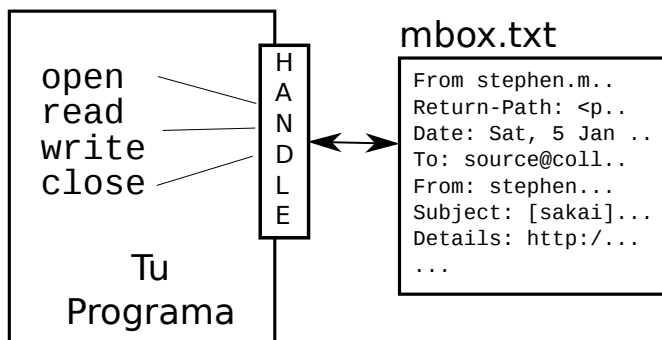 open
read
write
close
Tu
Programa
H
A
N
D
L
E
mbox.txt
From stephen.m..
Return-Path: <p..
Date: Sat, 5 Jan ..
To: source@coll..
From: stephen...
Subject: [sakai]...
Details: http:/...
...